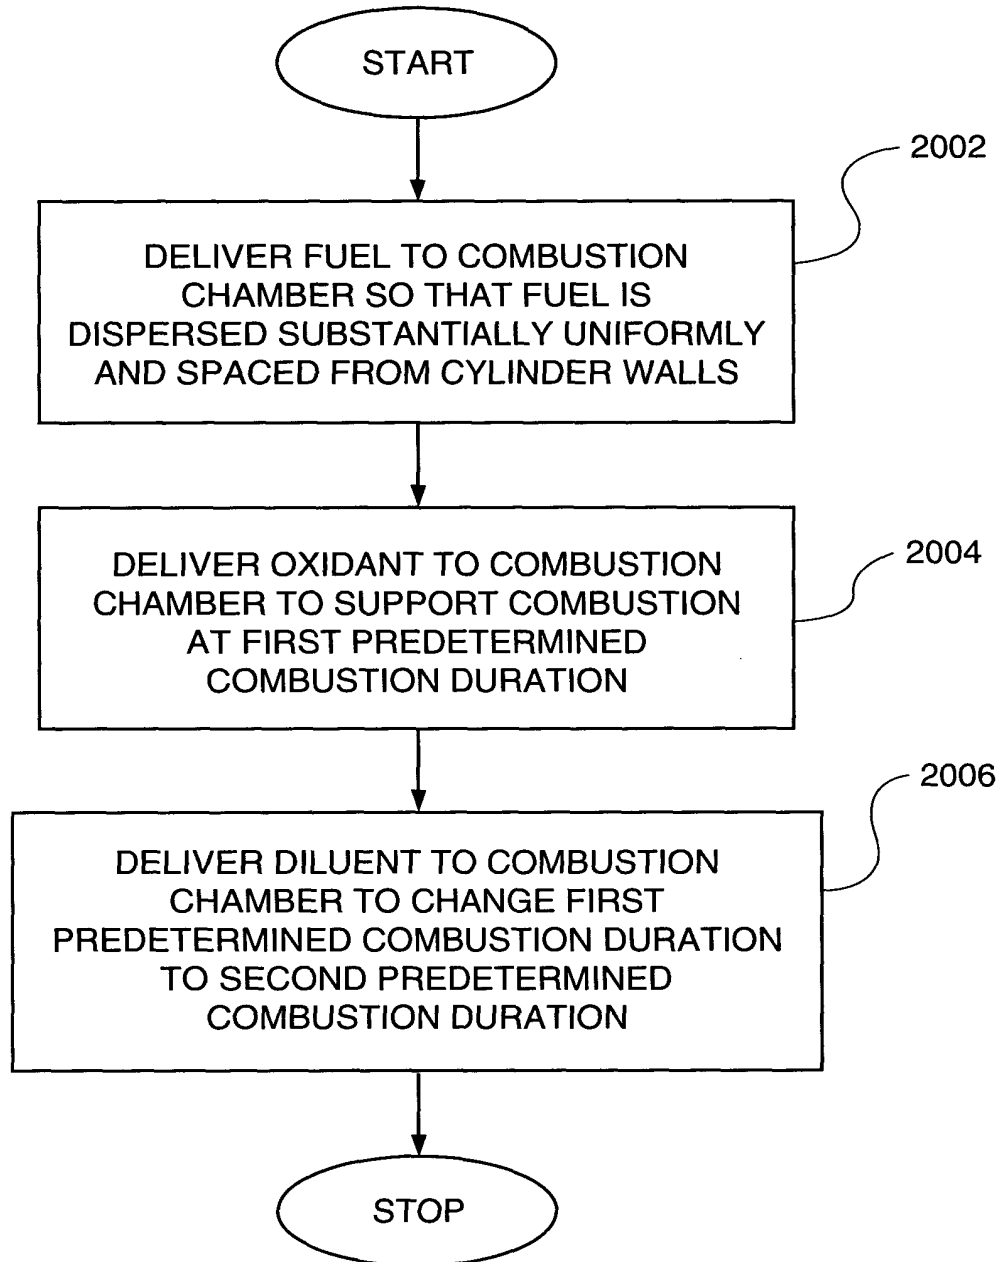 START
2002
DELIVER FUEL TO COMBUSTION
CHAMBER SO THAT FUEL IS
DISPERSED SUBSTANTIALLY UNIFORMLY
AND SPACED FROM CYLINDER WALLS
2004
DELIVER OXIDANT TO COMBUSTION
CHAMBER TO SUPPORT COMBUSTION
AT FIRST PREDETERMINED
COMBUSTION DURATION
2006
DELIVER DILUENT TO COMBUSTION
CHAMBER TO CHANGE FIRST
PREDETERMINED COMBUSTION DURATION
TO SECOND PREDETERMINED
COMBUSTION DURATION
STOP